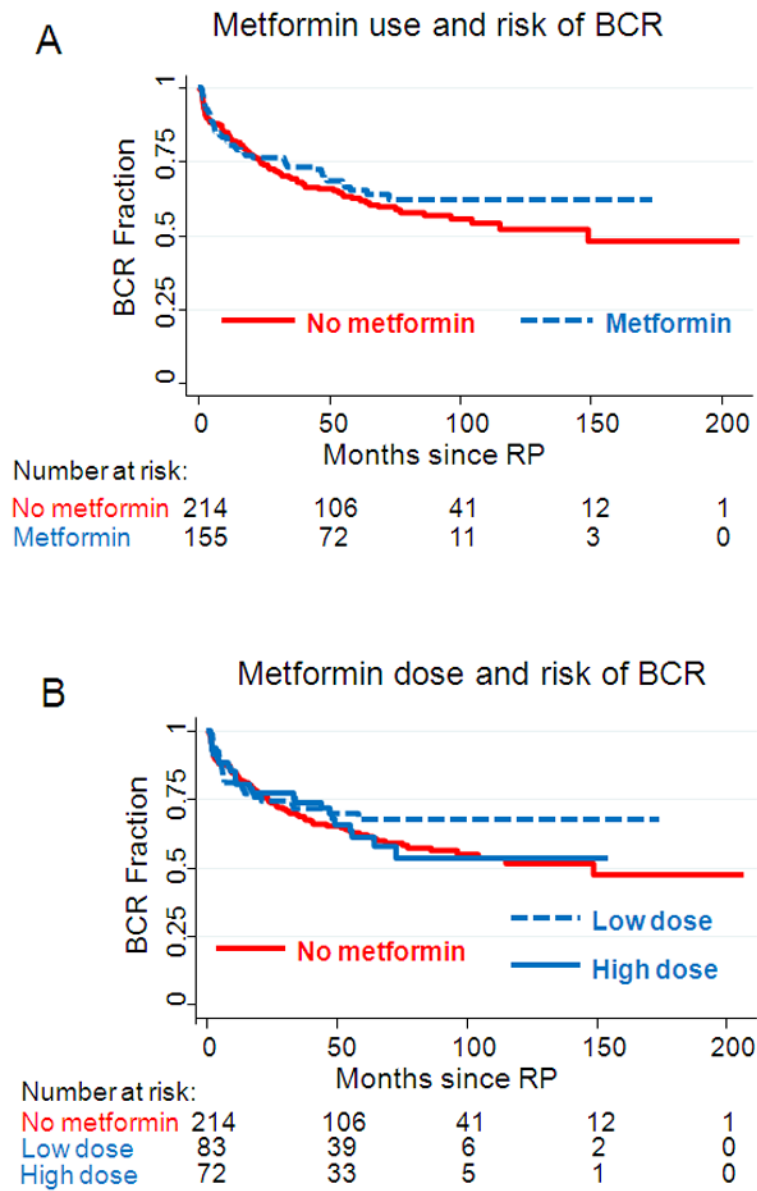 A
Metformin use and risk of BCR
BCR Fraction
1
0.75
0.5
0.25
0
No metformin
Metformin
0 50 100 150 200
Months since RP
Number at risk:
No metformin 214 106 41 12 1
Metformin 155 72 11 3 0
B
Metformin dose and risk of BCR
BCR Fraction
1
0.75
0.5
0.25
0
Low dose
No metformin
High dose
0 50 100 150 200
Months since RP
Number at risk:
No metformin 214 106 41 12 1
Low dose 83 39 6 2 0
High dose 72 33 5 1 0